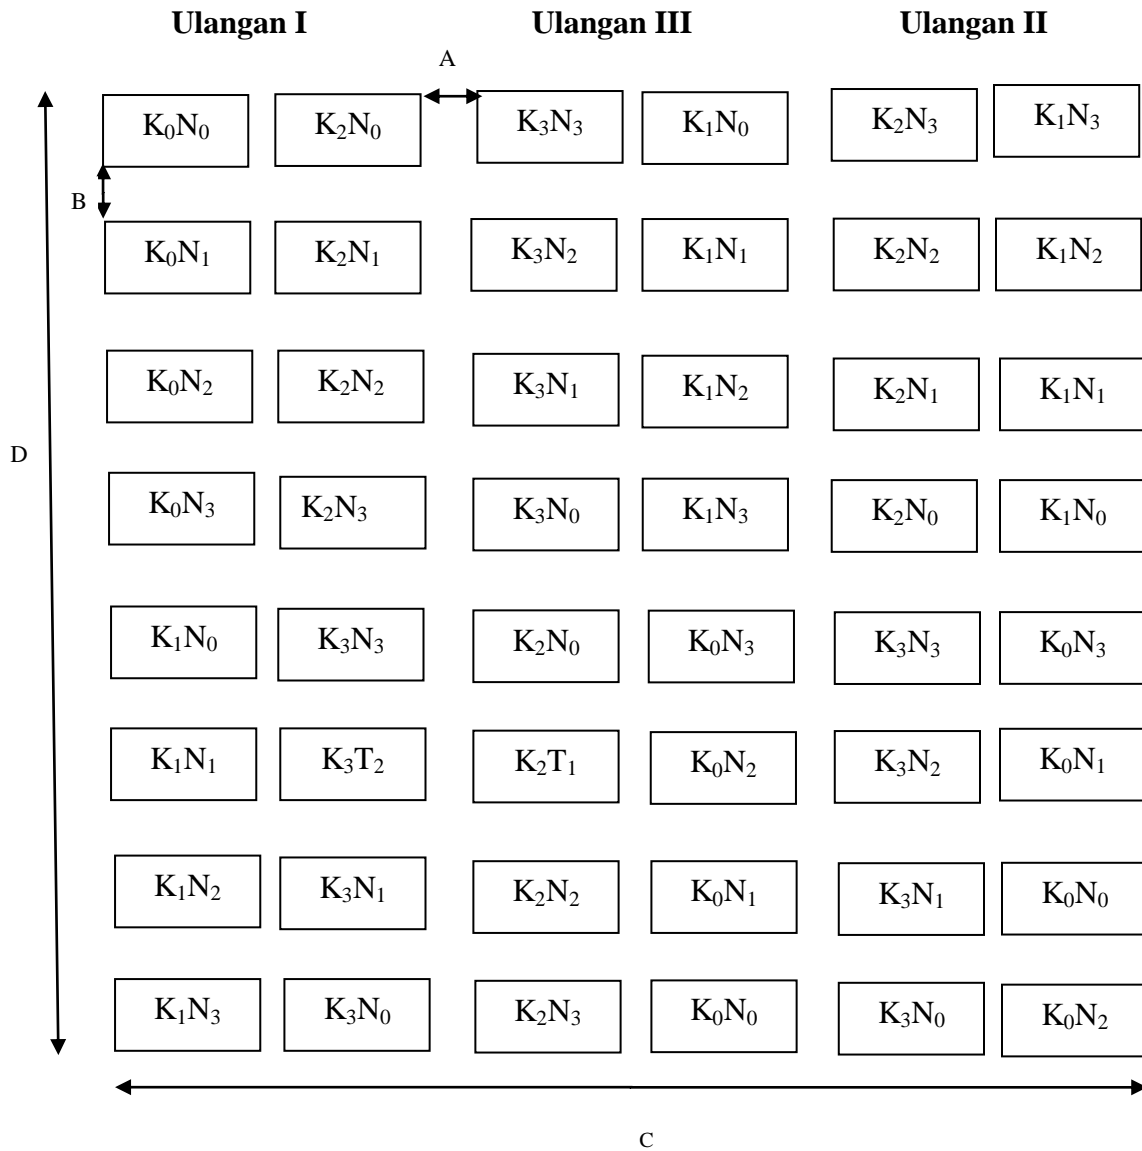 Ulangan I Ulangan III Ulangan II
A
K₀N₀ K₂N₀ K₃N₃ K₁N₀ K₂N₃ K₁N₃
B
K₀N₁ K₂N₁ K₃N₂ K₁N₁ K₂N₂ K₁N₂
K₀N₂ K₂N₂ K₃N₁ K₁N₂ K₂N₁ K₁N₁
D
K₀N₃ K₂N₃ K₃N₀ K₁N₃ K₂N₀ K₁N₀
K₁N₀ K₃N₃ K₂N₀ K₀N₃ K₃N₃ K₀N₃
K₁N₁ K₃T₂ K₂T₁ K₀N₂ K₃N₂ K₀N₁
K₁N₂ K₃N₁ K₂N₂ K₀N₁ K₃N₁ K₀N₀
K₁N₃ K₃N₀ K₂N₃ K₀N₀ K₃N₀ K₀N₂
C